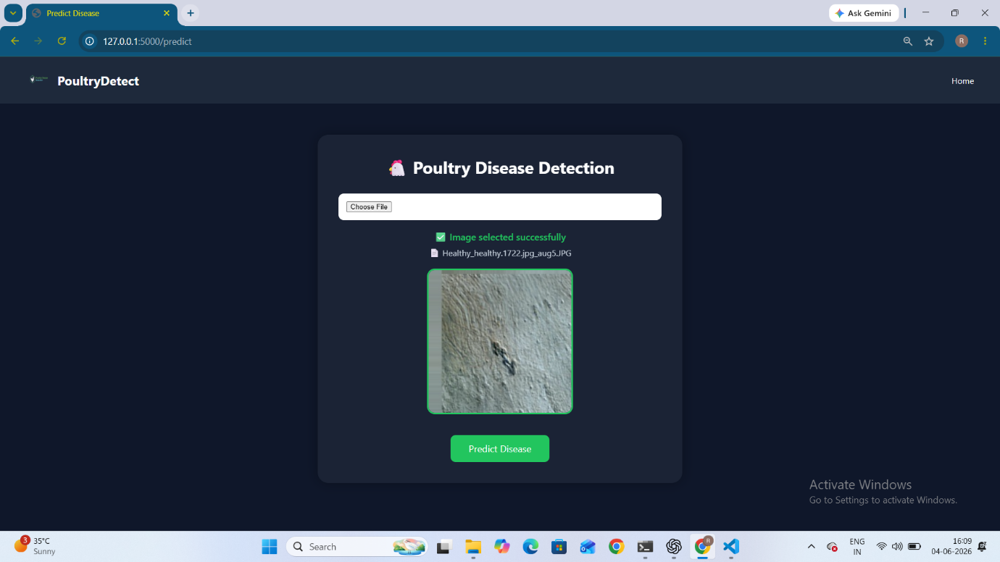 Predict Disease
Ask Gemini
127.0.0.1:5000/predict
R
PoultryDetect
Home
Poultry Disease Detection
Choose File
Image selected successfully
Healthy_healthy.1722.jpg_aug5.JPG
Predict Disease
Activate Windows
Go to Settings to activate Windows.
3
35°C
Sunny
Search
R
ENG
IN
16:09
04-06-2026